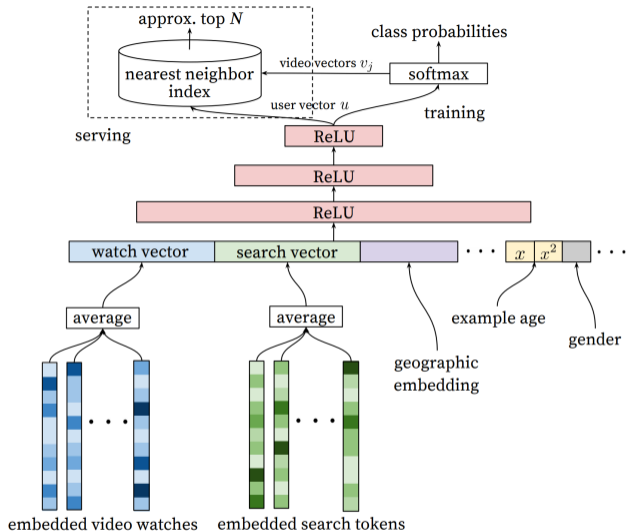 approx. top N
class probabilities
nearest neighbor
index
video vectors v_j
softmax
user vector u
training
serving
ReLU
ReLU
ReLU
watch vector
search vector
x
x²
average
average
example age
gender
geographic
embedding
embedded video watches
embedded search tokens